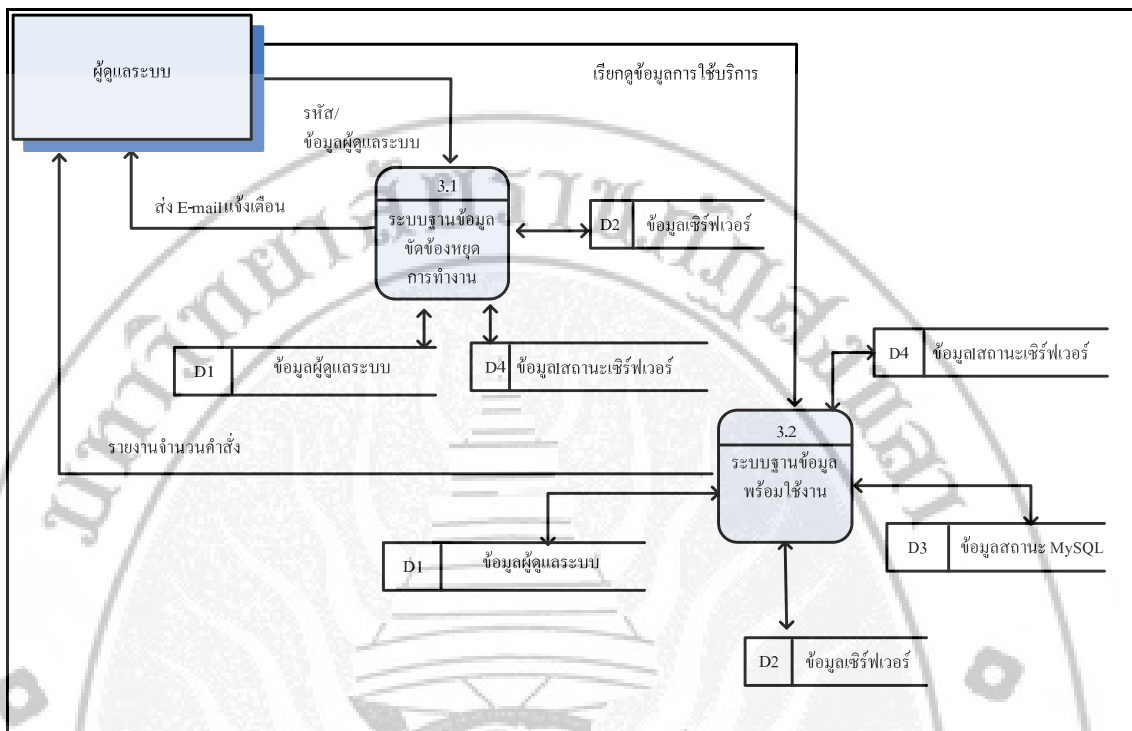 ผู้ดูแลระบบ
เรียกดูข้อมูลการใช้บริการ
รหัส/
ข้อมูลผู้ดูแลระบบ
ส่ง E-mail แจ้งเตือน
3.1
ระบบฐานข้อมูล
ขัดข้องหยุด
การทำงาน
D2 ข้อมูลเซิร์ฟเวอร์
D1 ข้อมูลผู้ดูแลระบบ
D4 ข้อมูลสถานะเซิร์ฟเวอร์
D4 ข้อมูลสถานะเซิร์ฟเวอร์
3.2
ระบบฐานข้อมูล
พร้อมใช้งาน
รายงานจำนวนคำสั่ง
D1 ข้อมูลผู้ดูแลระบบ
D3 ข้อมูลสถานะ MySQL
D2 ข้อมูลเซิร์ฟเวอร์